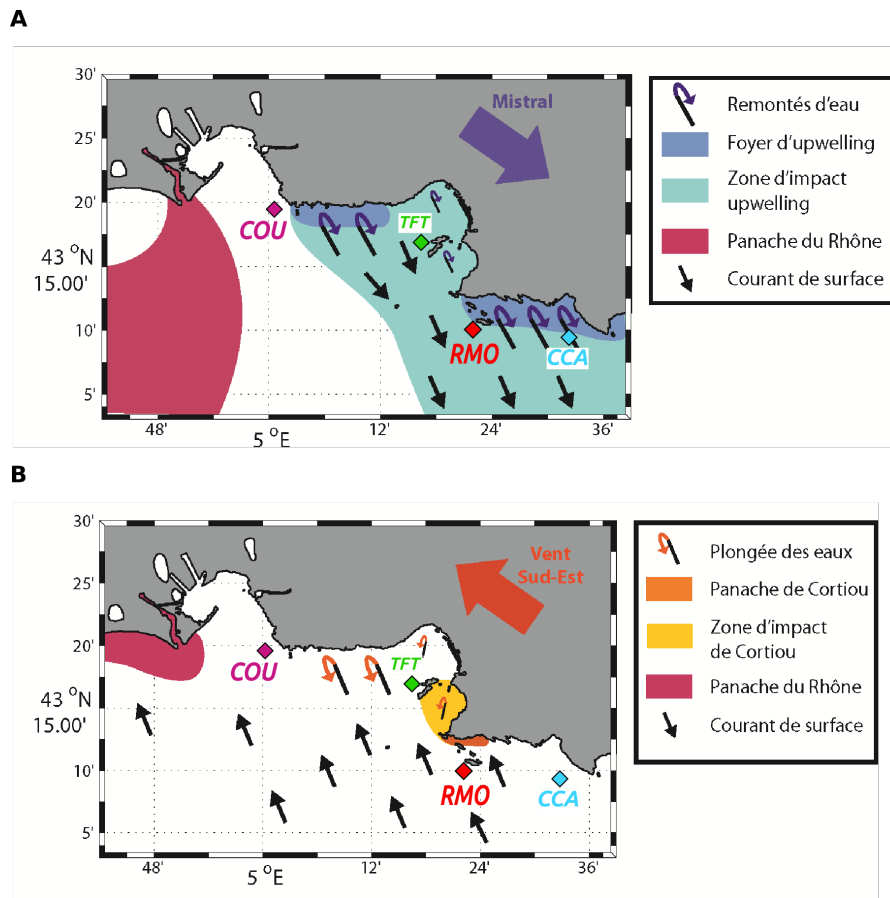 A
30'
25'
20'
43 °N
15.00'
10'
5'
48'
5 °E
12'
24'
36'
Mistral
COU
TFT
RMO
CCA
Remontés d'eau
Foyer d'upwelling
Zone d'impact
upwelling
Panache du Rhône
Courant de surface
B
30'
25'
20'
43 °N
15.00'
10'
5'
48'
5 °E
12'
24'
36'
Vent
Sud-Est
COU
TFT
RMO
CCA
Plongée des eaux
Panache de Cortiou
Zone d'impact
de Cortiou
Panache du Rhône
Courant de surface